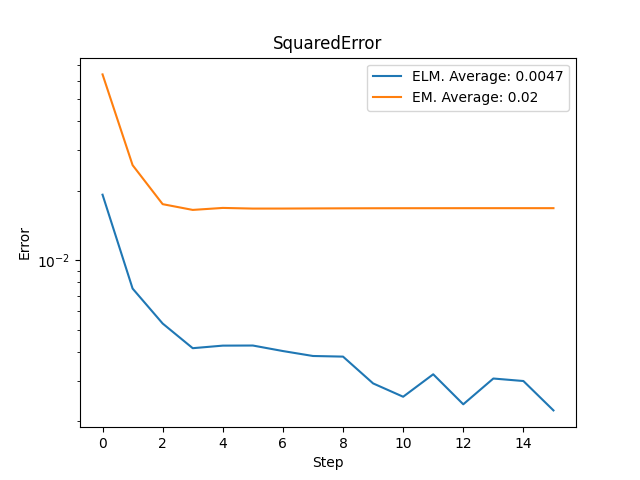 SquaredError
ELM. Average: 0.0047
EM. Average: 0.02
Error
10⁻²
0 2 4 6 8 10 12 14
Step